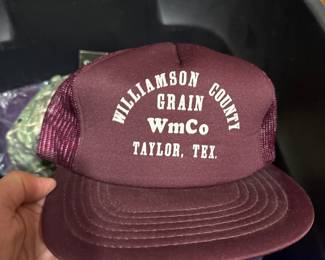 WILLIAMSON COUNTY
GRAIN
WmCo
TAYLOR, TEX.